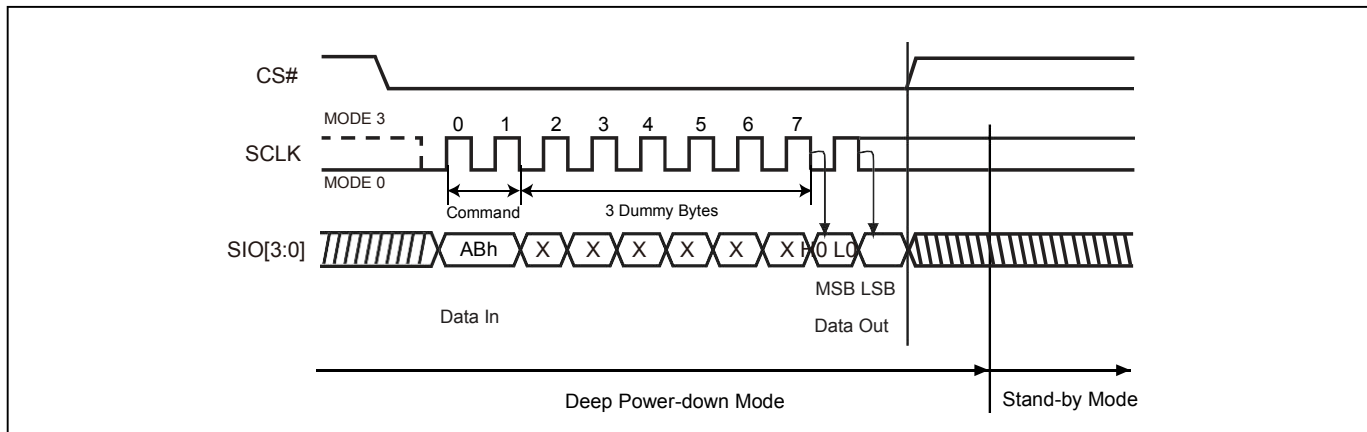 CS#
MODE 3
0 1 2 3 4 5 6 7
SCLK
MODE 0
Command
3 Dummy Bytes
SIO[3:0]
ABh X X X X X X H0 L0
MSB LSB
Data In
Data Out
Deep Power-down Mode
Stand-by Mode